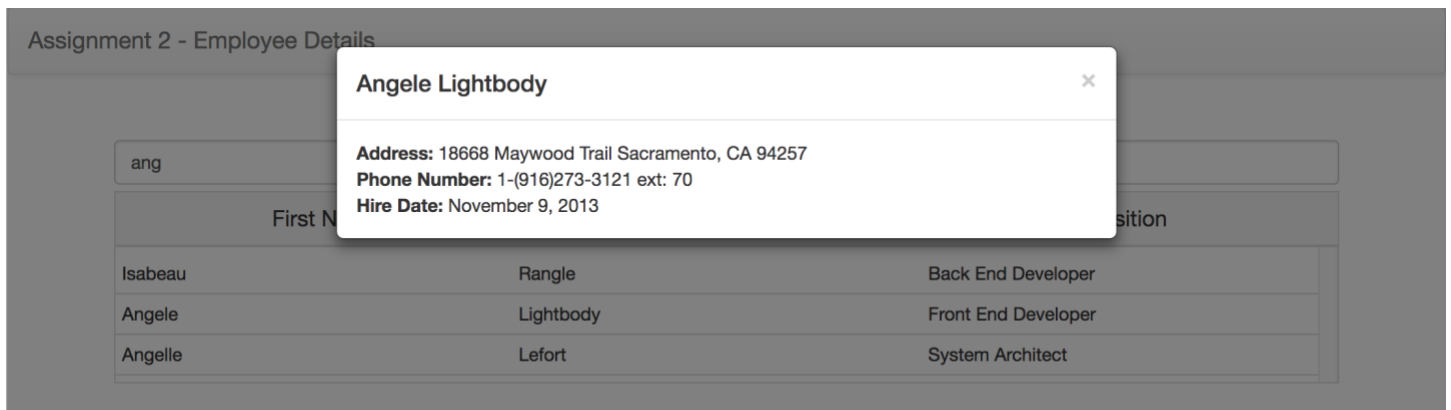 Assignment 2 - Employee Details
Angele Lightbody ×
Address: 18668 Maywood Trail Sacramento, CA 94257
Phone Number: 1-(916)273-3121 ext: 70
Hire Date: November 9, 2013
ang
First N sition
Isabeau Rangle Back End Developer
Angele Lightbody Front End Developer
Angelle Lefort System Architect